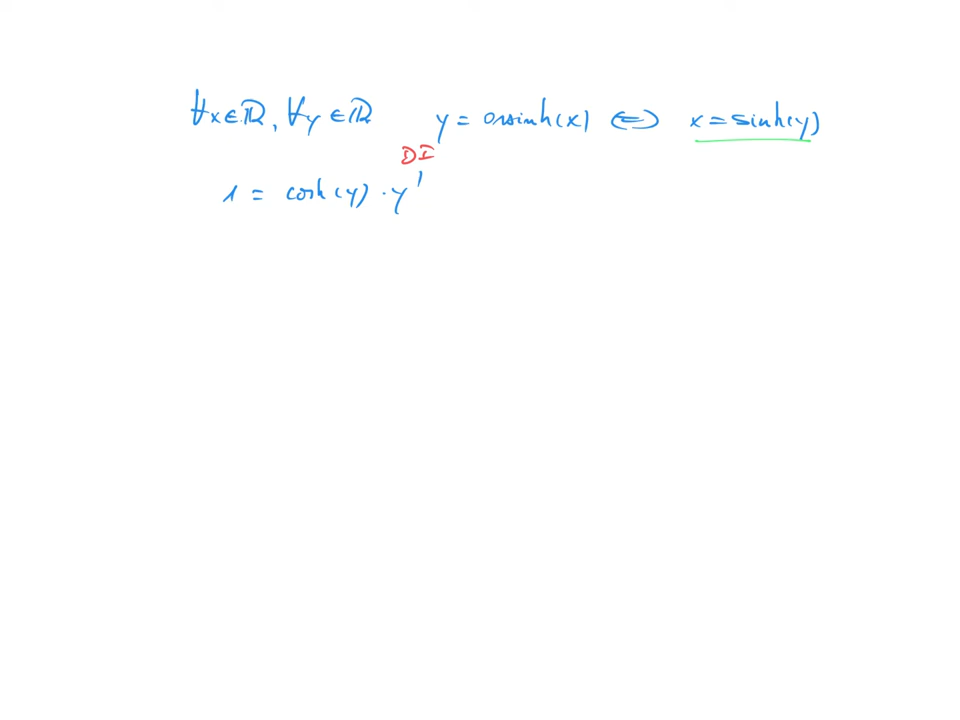 ∀x∈ℝ, ∀y∈ℝ y = arsinh(x) ⇔ x = sinh(y)
DI
1 = cosh(y) · y'